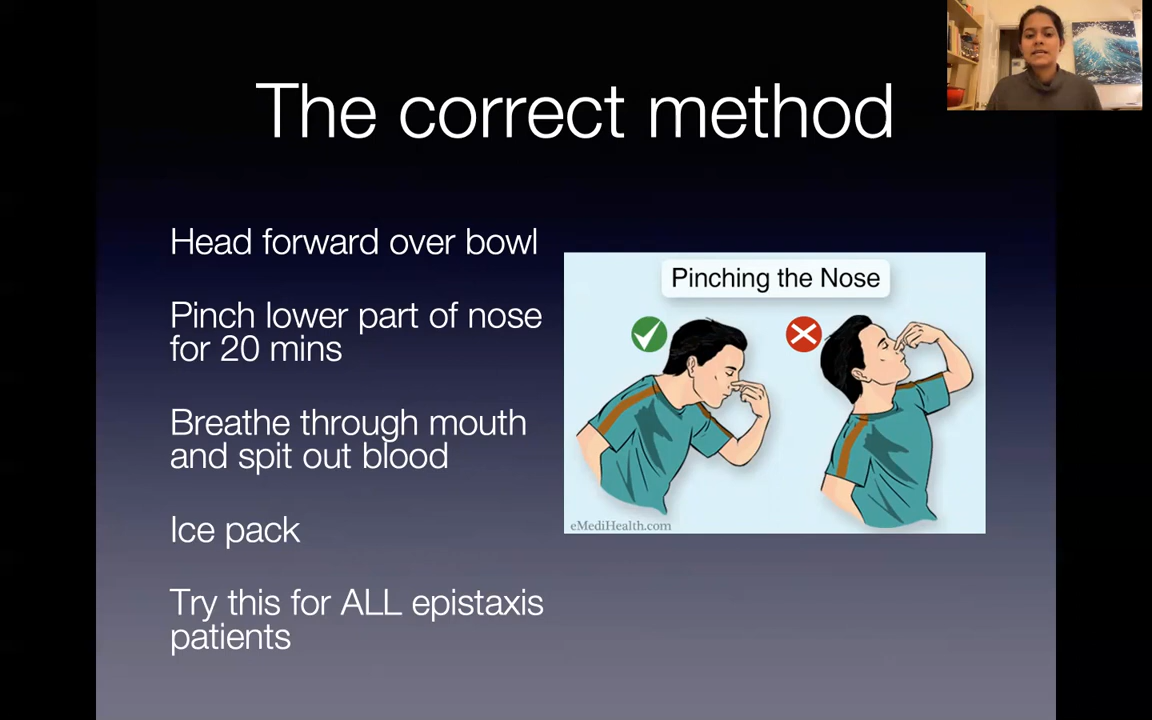 The correct method
Head forward over bowl
Pinch lower part of nose
for 20 mins
Breathe through mouth
and spit out blood
Ice pack
Try this for ALL epistaxis
patients
Pinching the Nose
eMediHealth.com